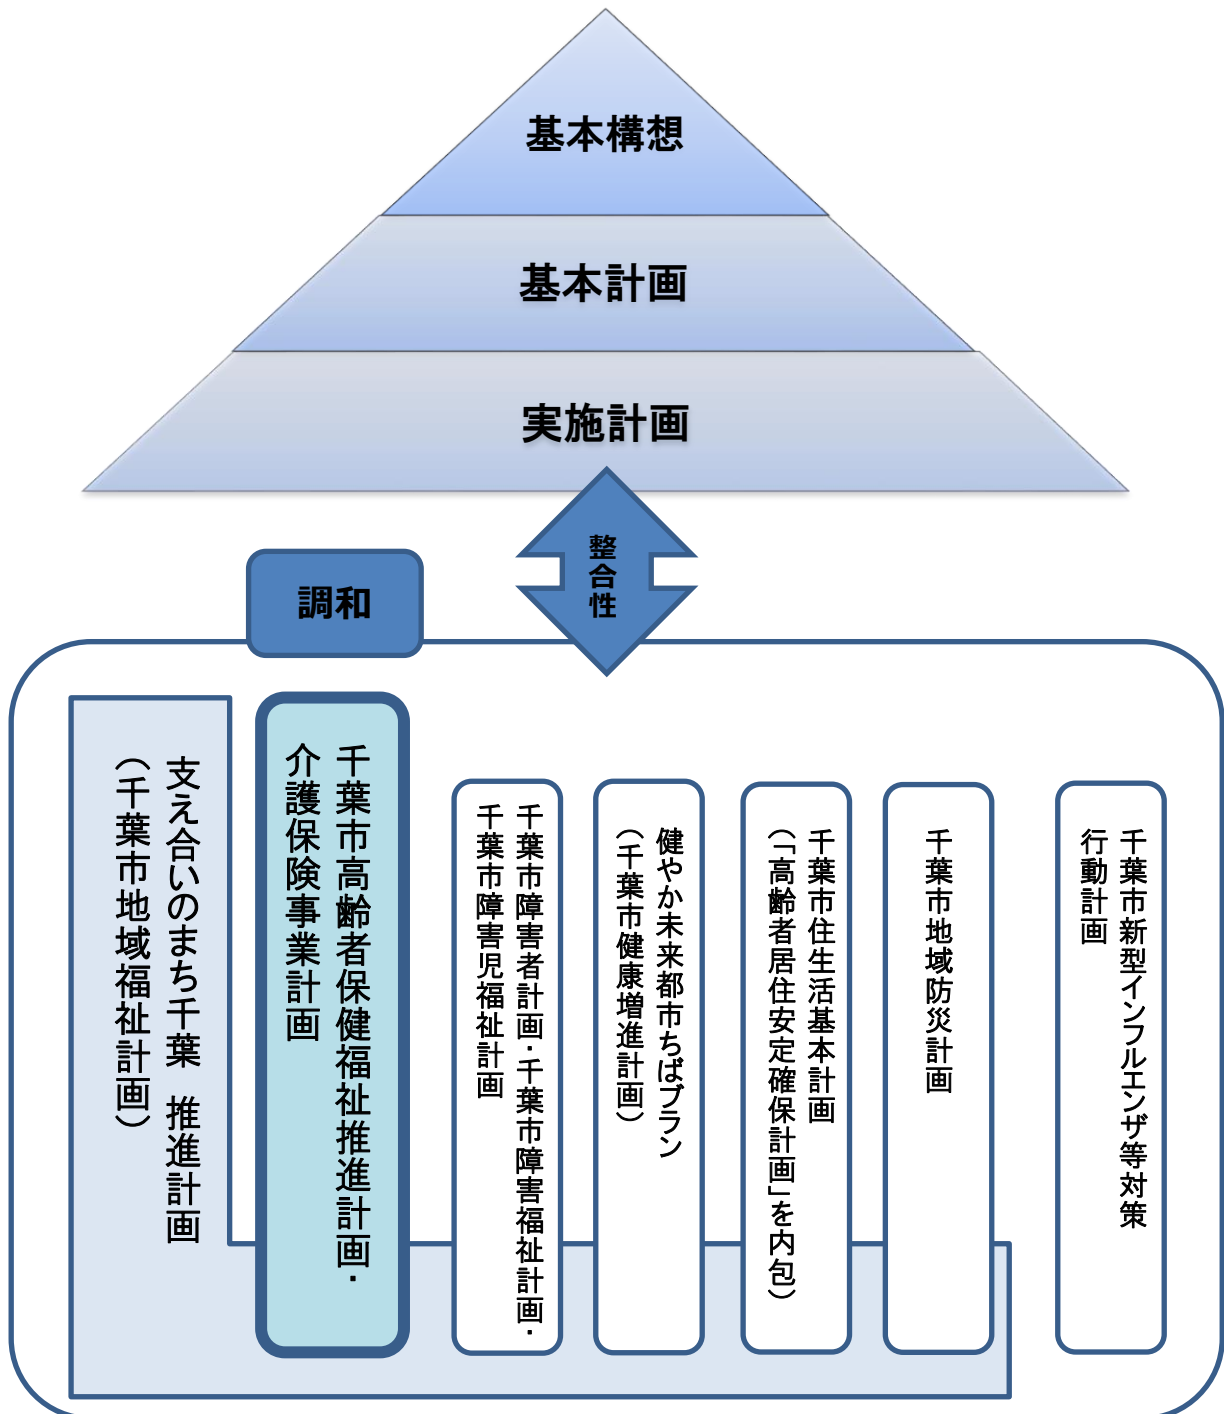 基本構想
基本計画
実施計画
整合性
調和
支え合いのまち千葉 推進計画
（千葉市地域福祉計画）
千葉市高齢者保健福祉推進計画・
介護保険事業計画
千葉市障害者計画・千葉市障害福祉計画・
千葉市障害児福祉計画
健やか未来都市ちばプラン
（千葉市健康増進計画）
千葉市住生活基本計画
（「高齢者居住安定確保計画」を内包）
千葉市地域防災計画
千葉市新型インフルエンザ等対策
行動計画